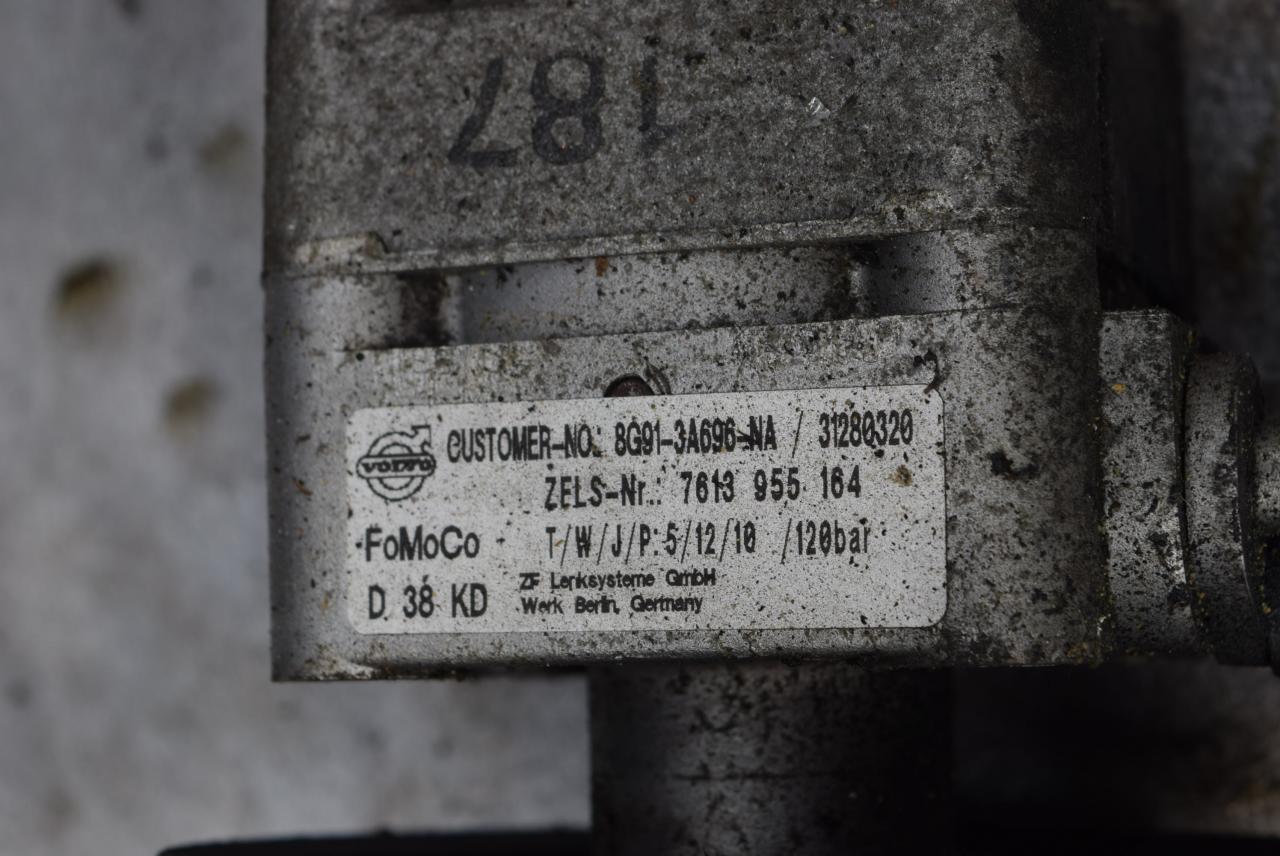 187
VOLVO
CUSTOMER-NO.: 8G91-3A696-NA / 31280320
ZELS-Nr.: 7613 955 164
FoMoCo
T/W/J/P: 5/12/10 /120bar
D 38 KD
ZF Lenksysteme GmbH
Werk Berlin, Germany